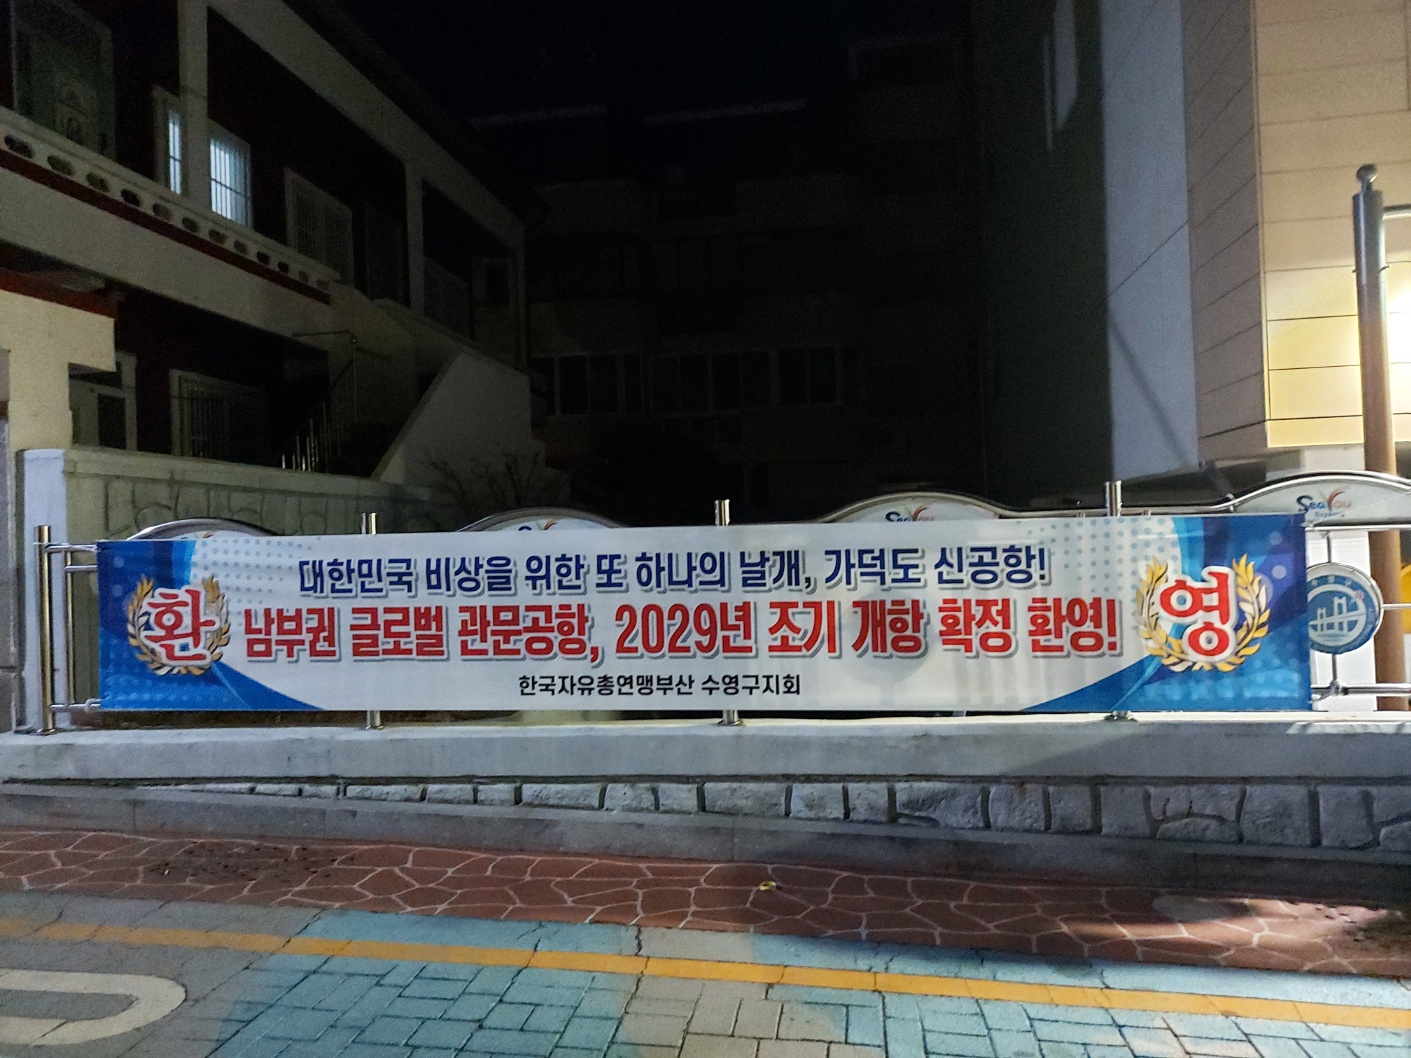 SeaYou
대한민국 비상을 위한 또 하나의 날개, 가덕도 신공항!
환
남부권 글로벌 관문공항, 2029년 조기 개항 확정 환영!
영
한국자유총연맹부산 수영구지회